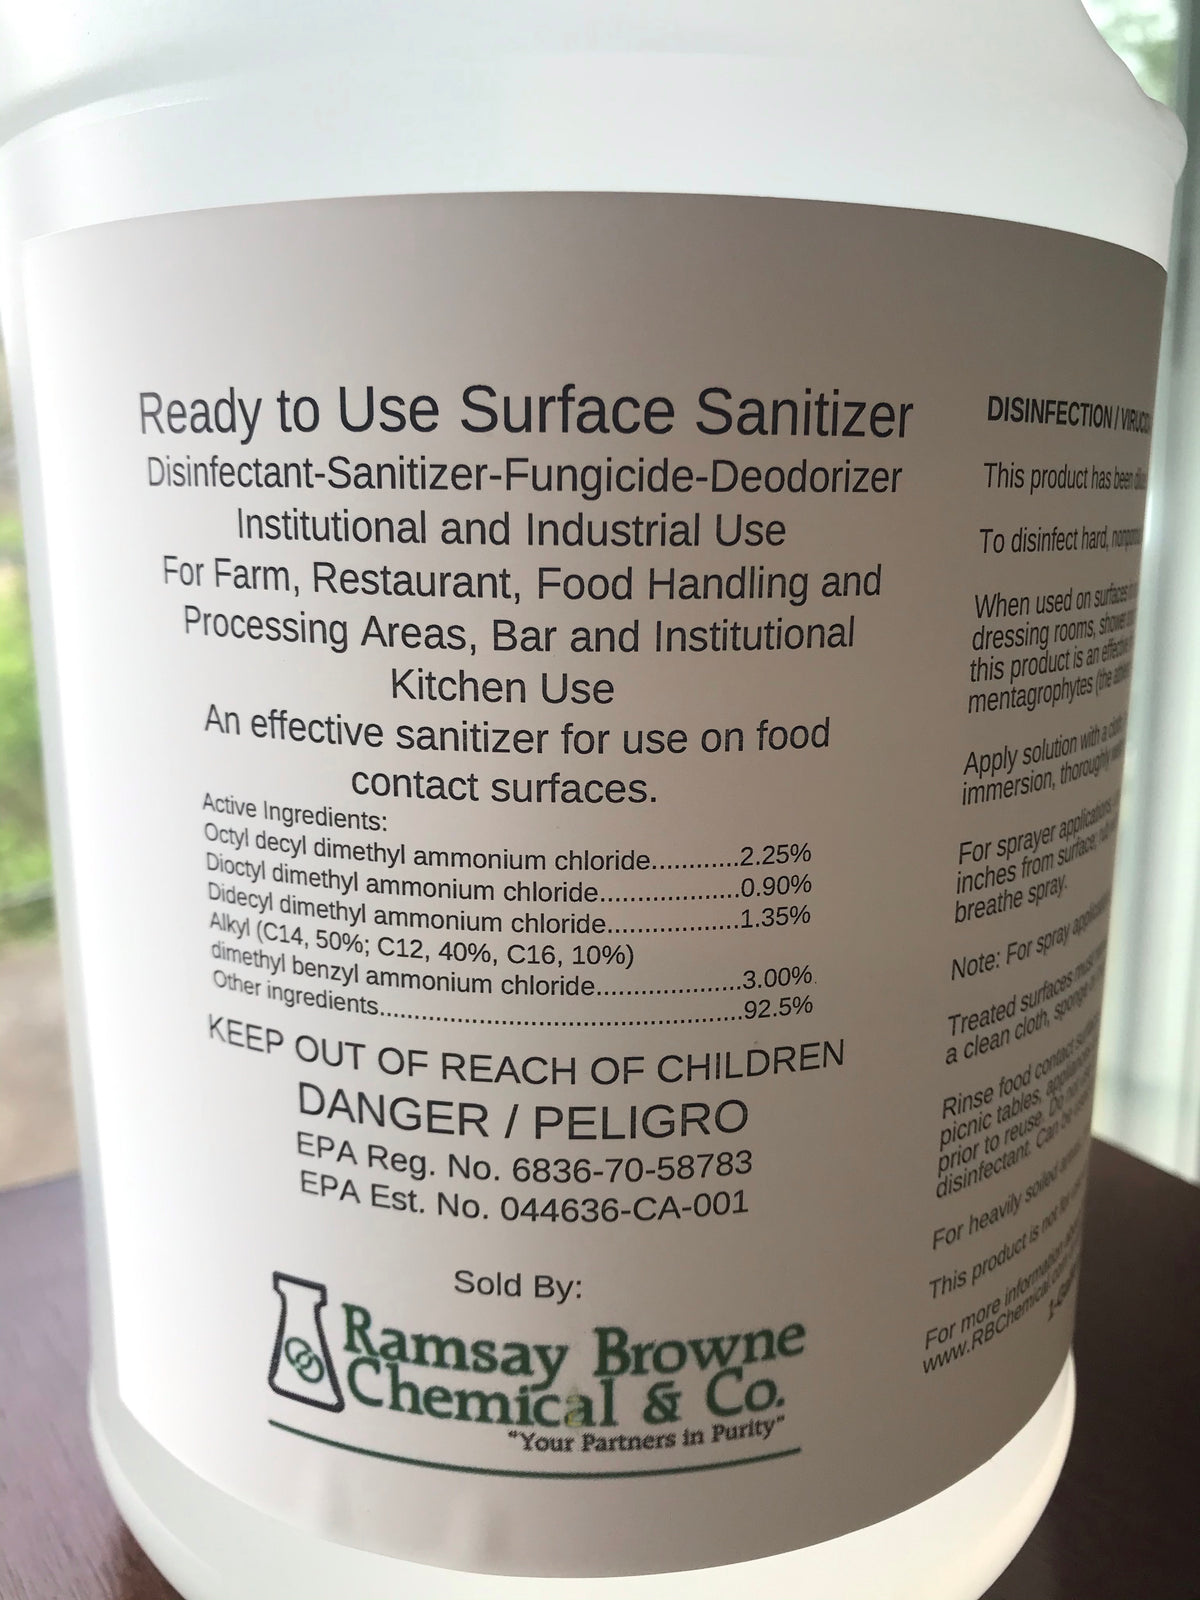 Ready to Use Surface Sanitizer
Disinfectant-Sanitizer-Fungicide-Deodorizer
Institutional and Industrial Use
For Farm, Restaurant, Food Handling and
Processing Areas, Bar and Institutional
Kitchen Use
An effective sanitizer for use on food
contact surfaces.
Active Ingredients:
Octyl decyl dimethyl ammonium chloride............2.25%
Dioctyl dimethyl ammonium chloride...................0.90%
Didecyl dimethyl ammonium chloride..................1.35%
Alkyl (C14, 50%; C12, 40%, C16, 10%)
dimethyl benzyl ammonium chloride....................3.00%.
Other ingredients..................................................92.5%
KEEP OUT OF REACH OF CHILDREN
DANGER / PELIGRO
EPA Reg. No. 6836-70-58783
EPA Est. No. 044636-CA-001
Sold By:
Ramsay Browne
Chemical & Co.
"Your Partners in Purity"
DISINFECTION /
This product has been
To disinfect hard,
When used on surfaces
dressing rooms,
this product is an effective
mentagrophytes (the
Apply solution with a
immersion, thoroughly
For sprayer applications,
inches from surface,
breathe spray.
Note: For spray
Treated surfaces must
a clean cloth, sponge
Rinse food contact
picnic tables,
prior to reuse. Do not use
disinfectant. Can be
For heavily soiled
This product is not for
For more information
www.RBChemical.com